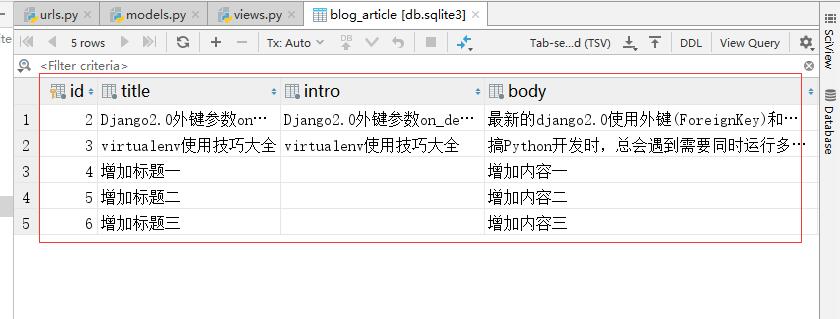 urls.py models.py views.py blog_article [db.sqlite3]
5 rows Tx: Auto DB Tab-se...d (TSV) DDL View Query
<Filter criteria>
id title intro body
1 2 Django2.0外键参数on… Django2.0外键参数on_de… 最新的django2.0使用外键(ForeignKey)和…
2 3 virtualenv使用技巧大全 virtualenv使用技巧大全 搞Python开发时，总会遇到需要同时运行多…
3 4 增加标题一 增加内容一
4 5 增加标题二 增加内容二
5 6 增加标题三 增加内容三
SciView
Database